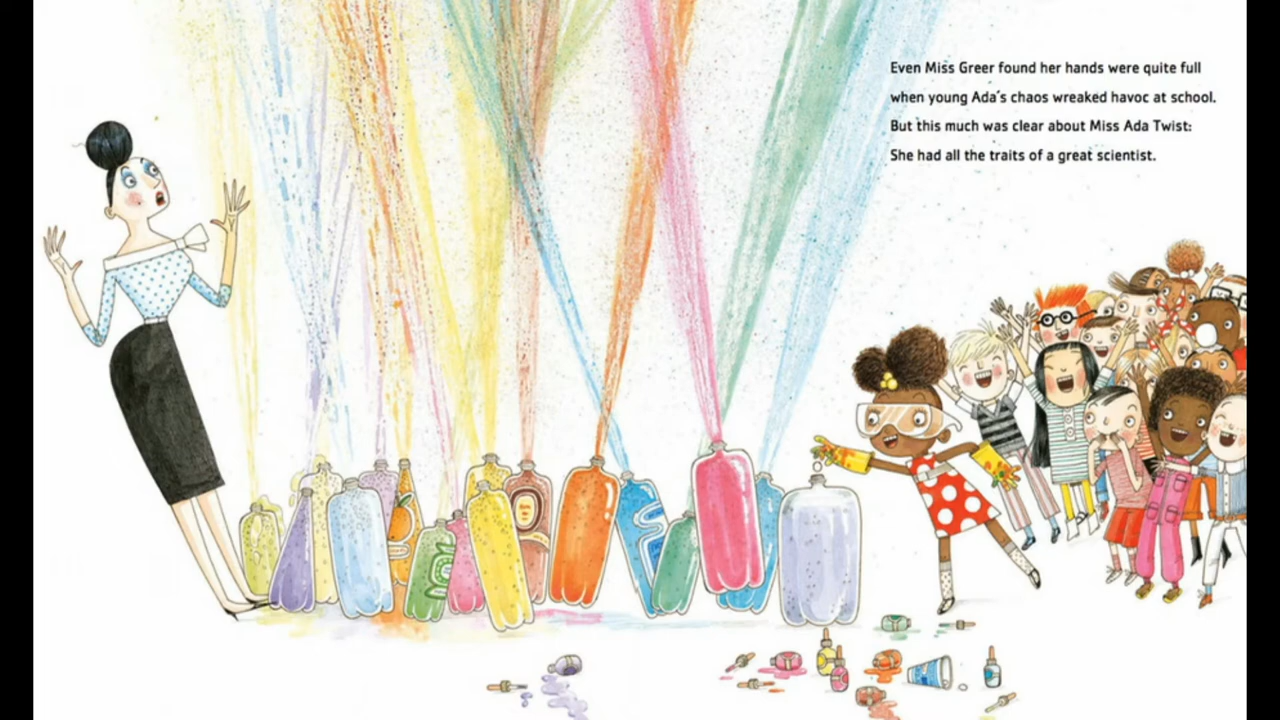 Even Miss Greer found her hands were quite full
when young Ada's chaos wreaked havoc at school.
But this much was clear about Miss Ada Twist:
She had all the traits of a great scientist.